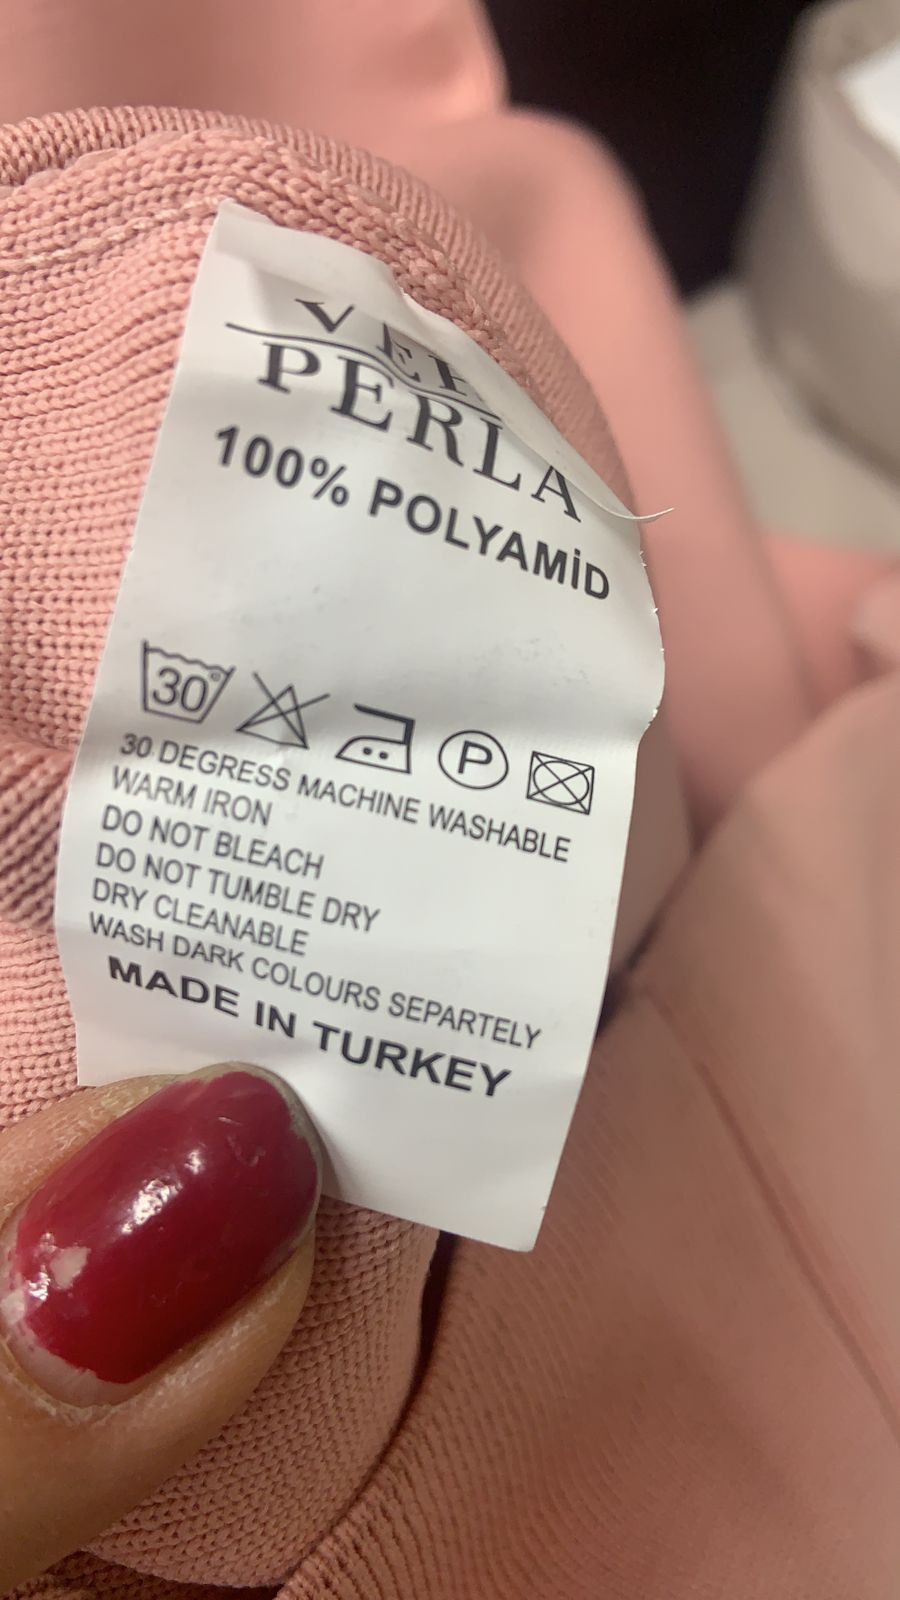 PERLA
100% POLYAMİD
30°
P
30 DEGRESS MACHINE WASHABLE
WARM IRON
DO NOT BLEACH
DO NOT TUMBLE DRY
DRY CLEANABLE
WASH DARK COLOURS SEPARTELY
MADE IN TURKEY